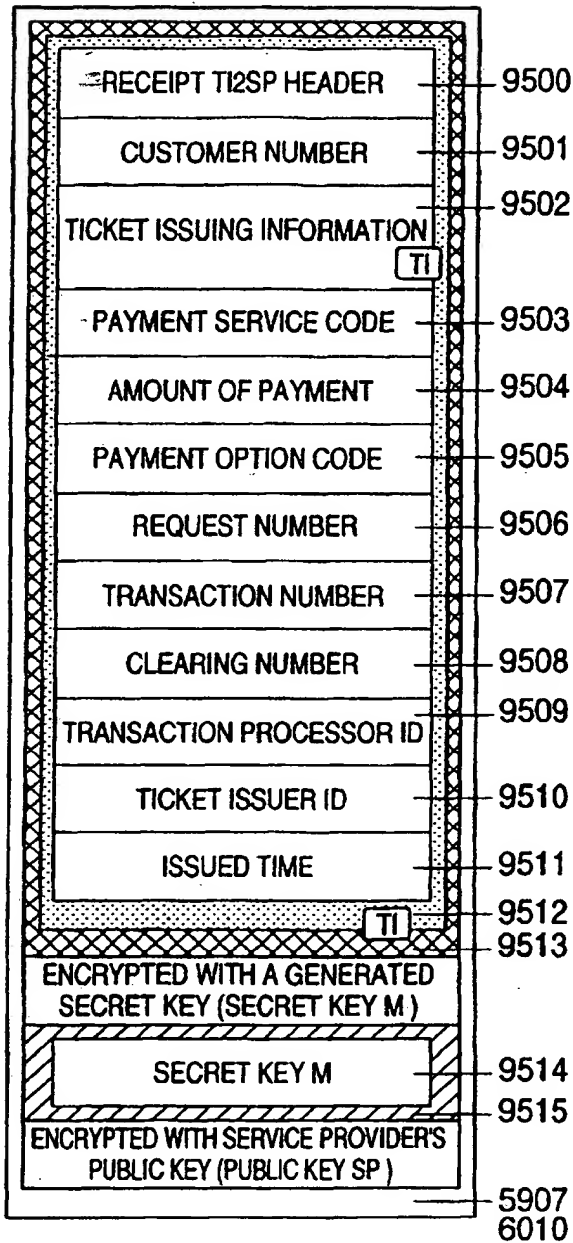 RECEIPT TI2SP HEADER 9500
CUSTOMER NUMBER 9501
9502
TICKET ISSUING INFORMATION
TI
PAYMENT SERVICE CODE 9503
AMOUNT OF PAYMENT 9504
PAYMENT OPTION CODE 9505
REQUEST NUMBER 9506
TRANSACTION NUMBER 9507
CLEARING NUMBER 9508
9509
TRANSACTION PROCESSOR ID
TICKET ISSUER ID 9510
ISSUED TIME 9511
TI 9512
9513
ENCRYPTED WITH A GENERATED
SECRET KEY (SECRET KEY M )
SECRET KEY M 9514
9515
ENCRYPTED WITH SERVICE PROVIDER'S
PUBLIC KEY (PUBLIC KEY SP )
5907
6010